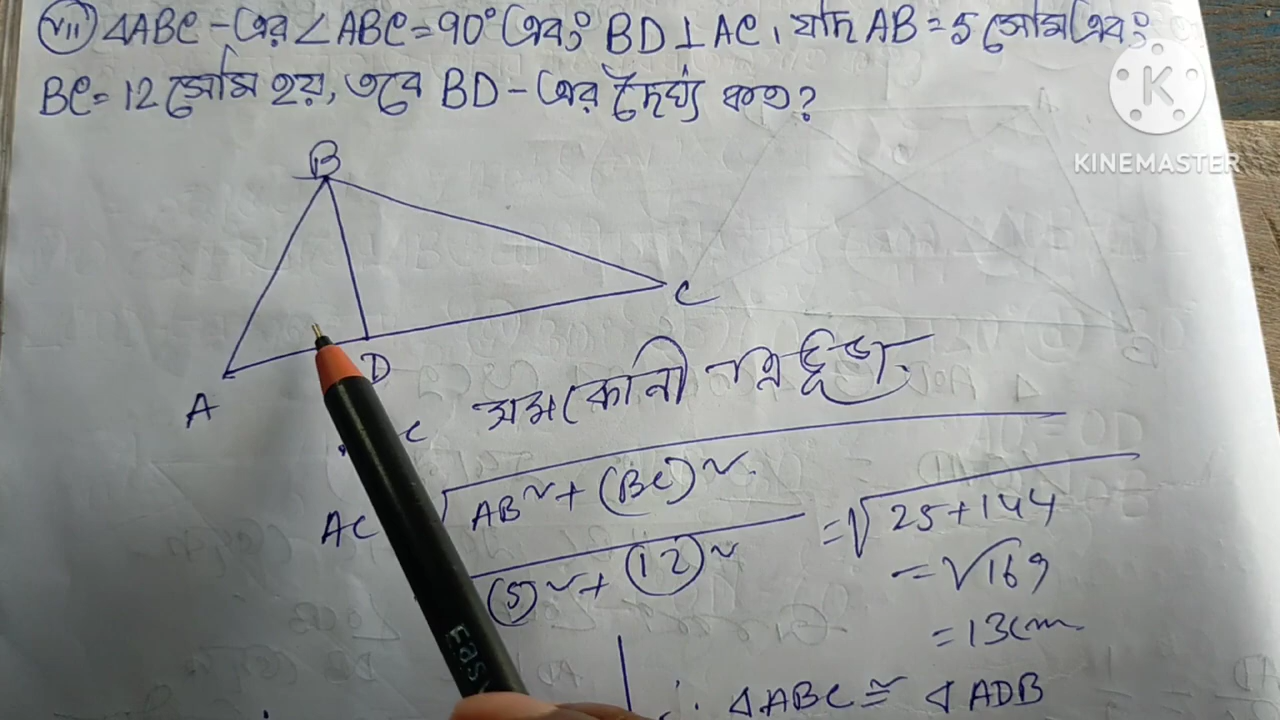 (vii) ΔABC-এর ∠ABC=90° এবং BD⊥AC, যদি AB=5 সেমি এবং
BC=12 সেমি হয়, তবে BD-এর দৈর্ঘ্য কত?
K
KINEMASTER
B
C
A
D
C সমকোনী ত্রিভূজ
AC √AB²+(BC)²
(5)²+(12)² =√25+144
=√169
=13cm
∴ ΔABC ≅ ΔADB
Easy